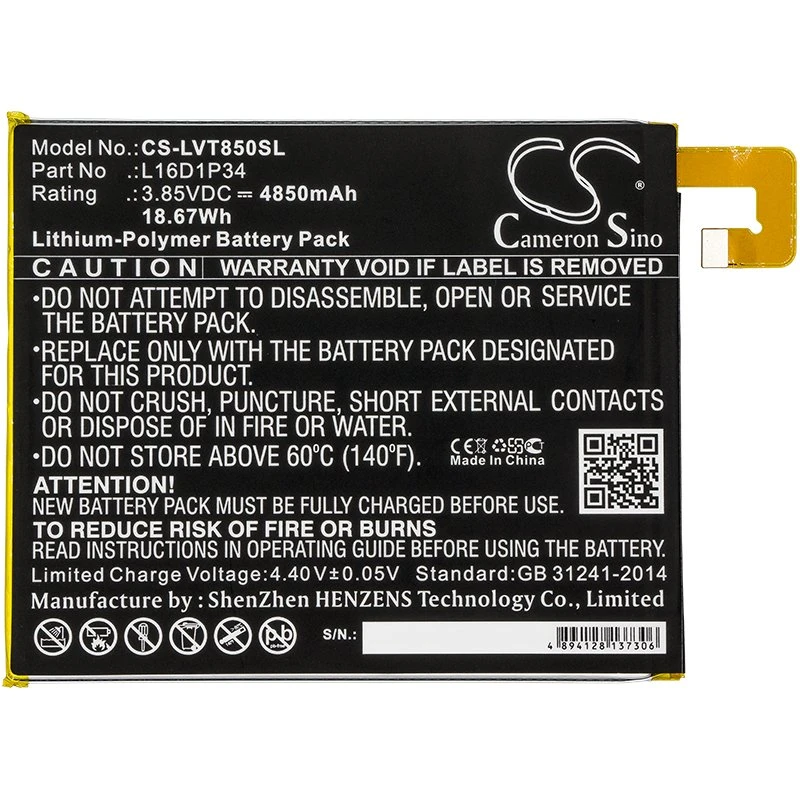 Model No.:CS-LVT850SL
Part No :L16D1P34
Rating :3.85VDC ⎓ 4850mAh
18.67Wh
Lithium-Polymer Battery Pack
CS
®
Cameron Sino
CAUTION
WARRANTY VOID IF LABEL IS REMOVED
•DO NOT ATTEMPT TO DISASSEMBLE, OPEN OR SERVICE
THE BATTERY PACK.
•REPLACE ONLY WITH THE BATTERY PACK DESIGNATED
FOR THIS PRODUCT.
•DO NOT CRUSH, PUNCTURE, SHORT EXTERNAL CONTACTS
OR DISPOSE OF IN FIRE OR WATER.
•DO NOT STORE ABOVE 60°C (140°F).
CE
Made In China
ATTENTION!
NEW BATTERY PACK MUST BE FULLY CHARGED BEFORE USE.
TO REDUCE RISK OF FIRE OR BURNS
READ INSTRUCTIONS IN OPERATING GUIDE BEFORE USING THE BATTERY.
Limited Charge Voltage:4.40V±0.05V Standard:GB 31241-2014
Manufacture by : ShenZhen HENZENS Technology Co., Limited
pb
pb-free
S/N.:
4 894128 137306